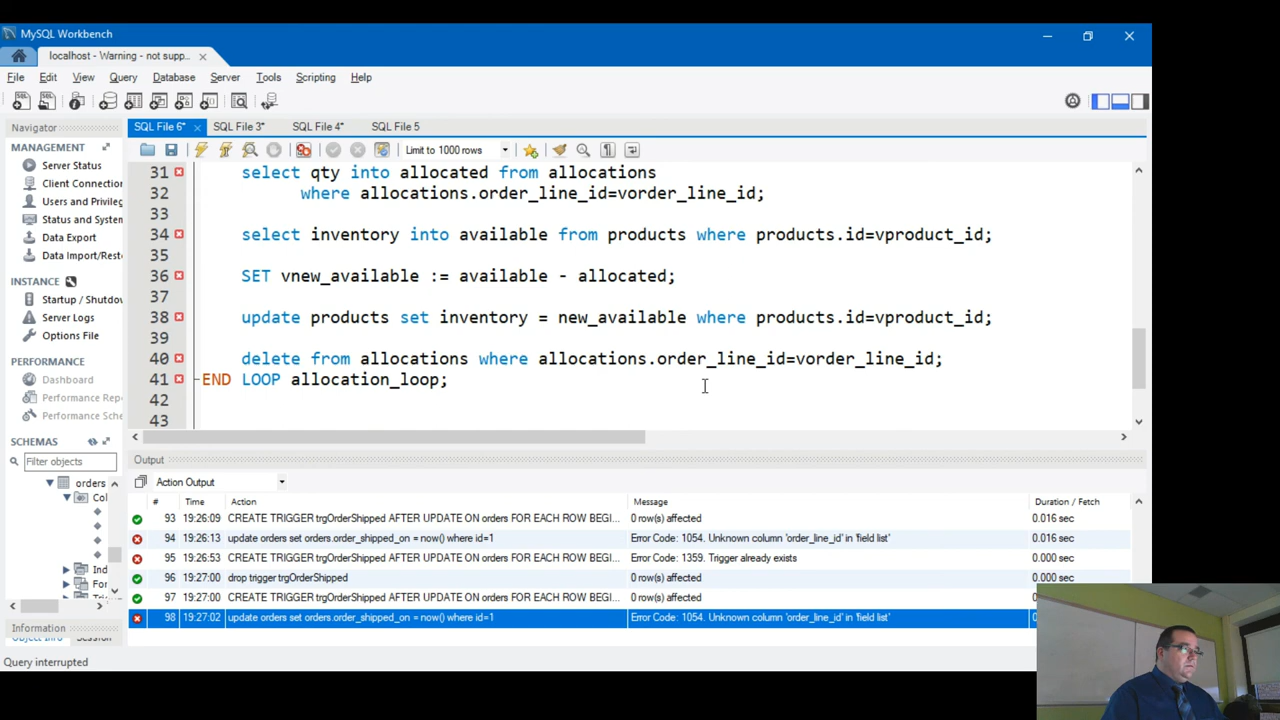 MySQL Workbench
localhost - Warning - not supp...
File Edit View Query Database Server Tools Scripting Help
Navigator
SQL File 6* SQL File 3* SQL File 4* SQL File 5
MANAGEMENT
Server Status
Client Connection
Users and Privileg
Status and System
Data Export
Data Import/Resto
INSTANCE
Startup / Shutdow
Server Logs
Options File
PERFORMANCE
Dashboard
Performance Repo
Performance Sche
SCHEMAS
Filter objects
orders
Col
Ind
For
Information
Limit to 1000 rows
31 select qty into allocated from allocations
32 where allocations.order_line_id=vorder_line_id;
33
34 select inventory into available from products where products.id=vproduct_id;
35
36 SET vnew_available := available - allocated;
37
38 update products set inventory = new_available where products.id=vproduct_id;
39
40 delete from allocations where allocations.order_line_id=vorder_line_id;
41 END LOOP allocation_loop;
42
43
Output
Action Output
# Time Action Message Duration / Fetch
93 19:26:09 CREATE TRIGGER trgOrderShipped AFTER UPDATE ON orders FOR EACH ROW BEGI... 0 row(s) affected 0.016 sec
94 19:26:13 update orders set orders.order_shipped_on = now() where id=1 Error Code: 1054. Unknown column 'order_line_id' in 'field list' 0.016 sec
95 19:26:53 CREATE TRIGGER trgOrderShipped AFTER UPDATE ON orders FOR EACH ROW BEGI... Error Code: 1359. Trigger already exists 0.000 sec
96 19:27:00 drop trigger trgOrderShipped 0 row(s) affected 0.000 sec
97 19:27:00 CREATE TRIGGER trgOrderShipped AFTER UPDATE ON orders FOR EACH ROW BEGI... 0 row(s) affected
98 19:27:02 update orders set orders.order_shipped_on = now() where id=1 Error Code: 1054. Unknown column 'order_line_id' in 'field list'
Query interrupted